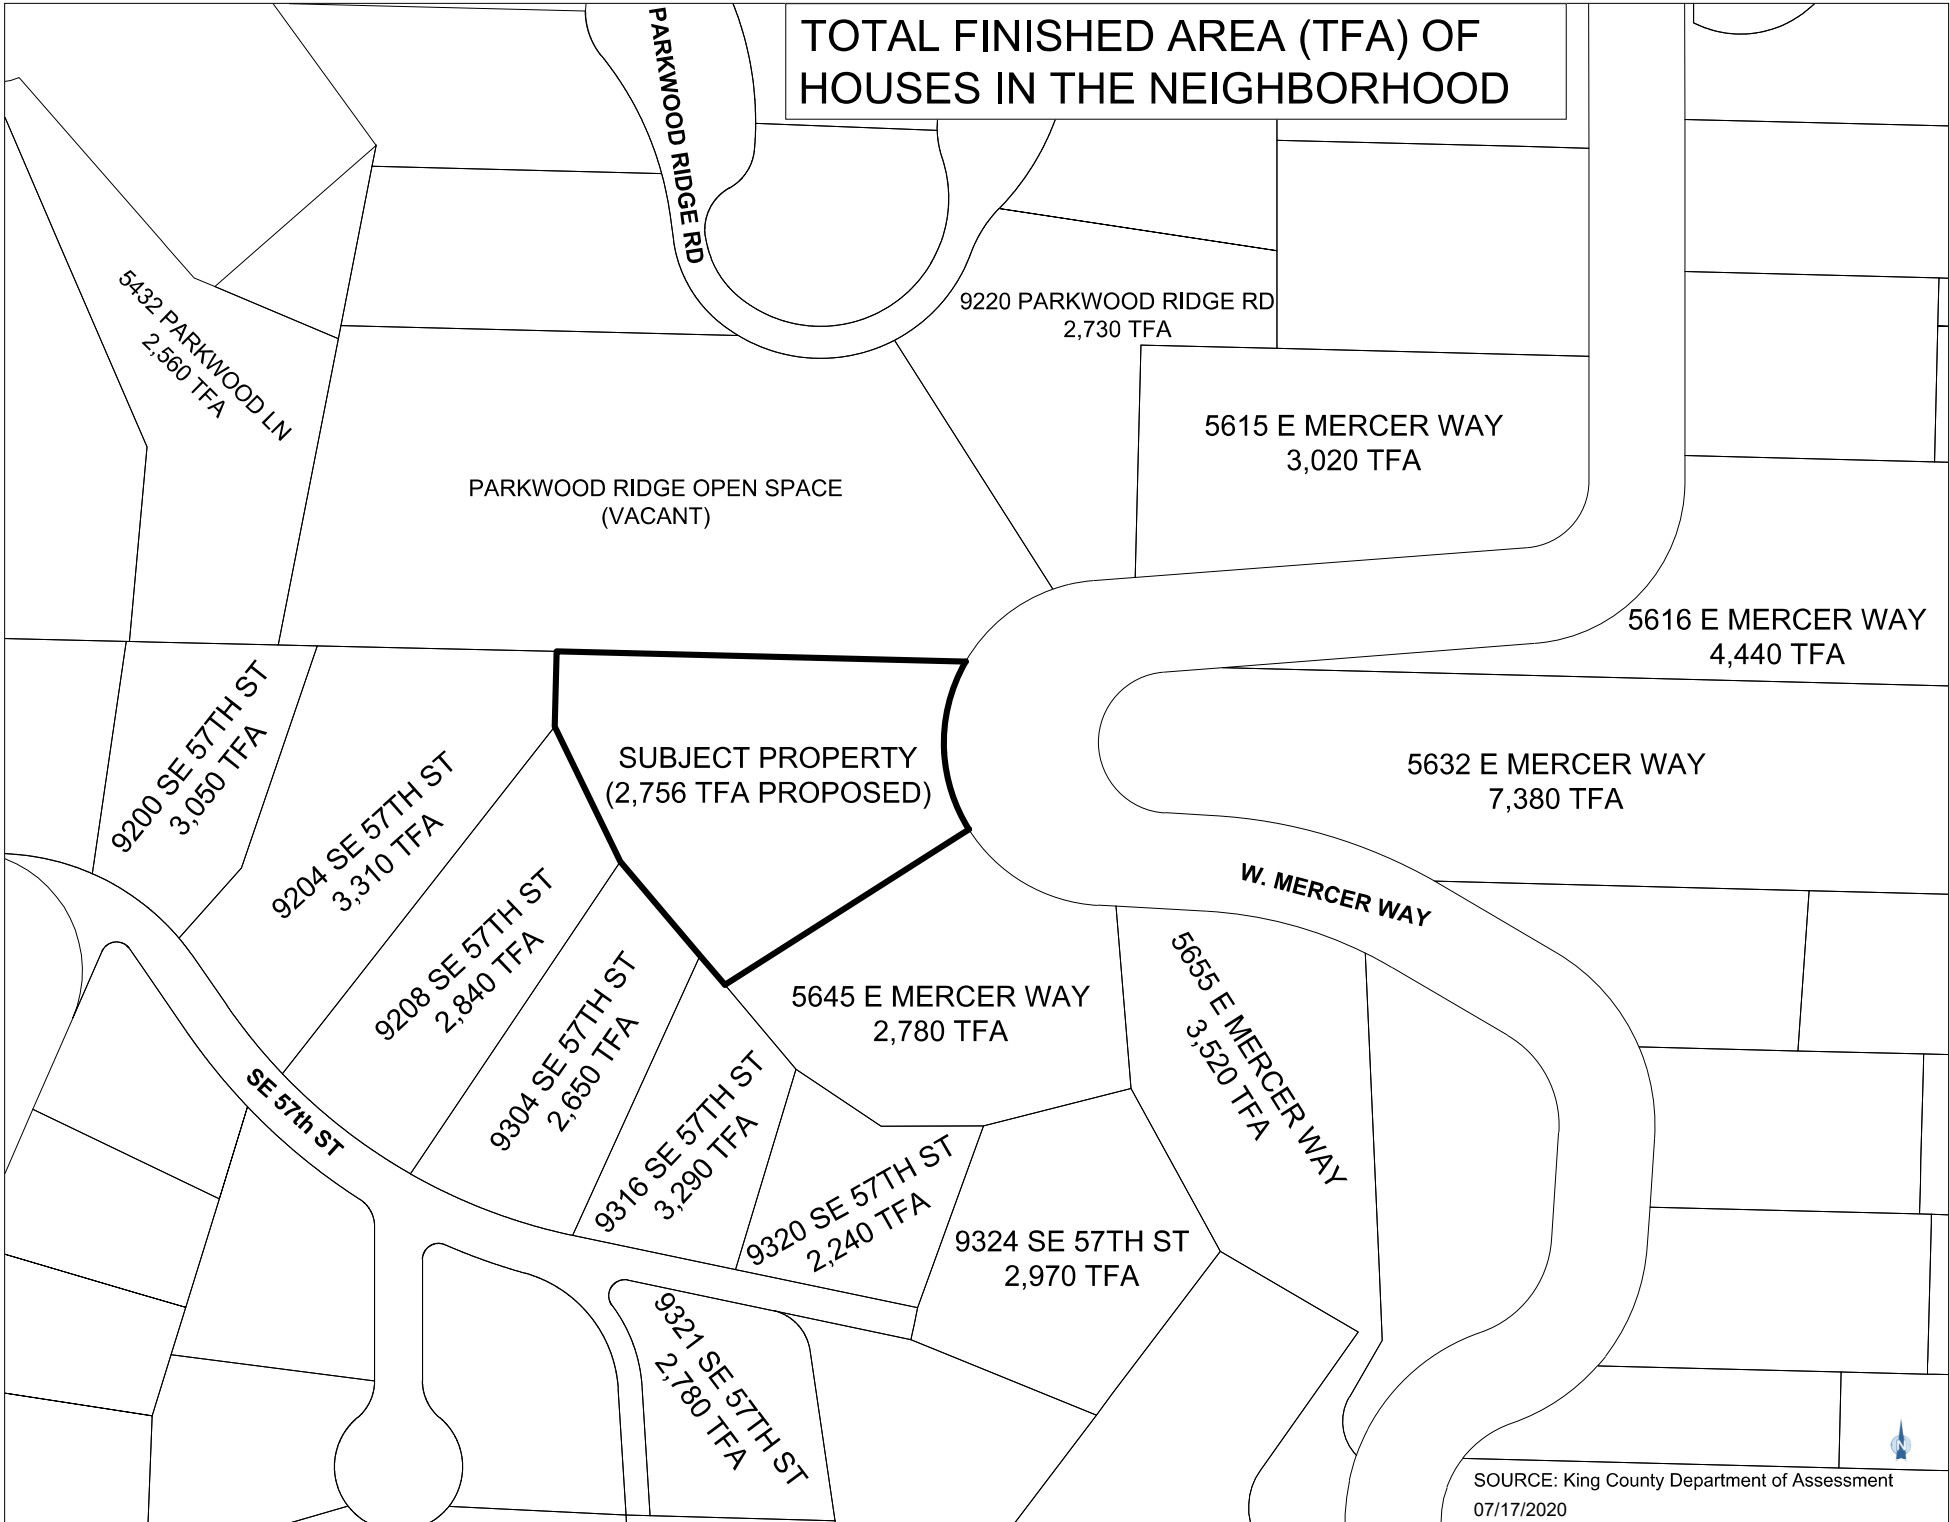 TOTAL FINISHED AREA (TFA) OF
HOUSES IN THE NEIGHBORHOOD
PARKWOOD RIDGE RD
5432 PARKWOOD LN
2,560 TFA
9220 PARKWOOD RIDGE RD
2,730 TFA
5615 E MERCER WAY
3,020 TFA
PARKWOOD RIDGE OPEN SPACE
(VACANT)
5616 E MERCER WAY
4,440 TFA
9200 SE 57TH ST
3,050 TFA
9204 SE 57TH ST
3,310 TFA
SUBJECT PROPERTY
(2,756 TFA PROPOSED)
5632 E MERCER WAY
7,380 TFA
W. MERCER WAY
9208 SE 57TH ST
2,840 TFA
9304 SE 57TH ST
2,650 TFA
5645 E MERCER WAY
2,780 TFA
5655 E MERCER WAY
3,520 TFA
SE 57th ST
9316 SE 57TH ST
3,290 TFA
9320 SE 57TH ST
2,240 TFA
9324 SE 57TH ST
2,970 TFA
9321 SE 57TH ST
2,780 TFA
N
SOURCE: King County Department of Assessment
07/17/2020